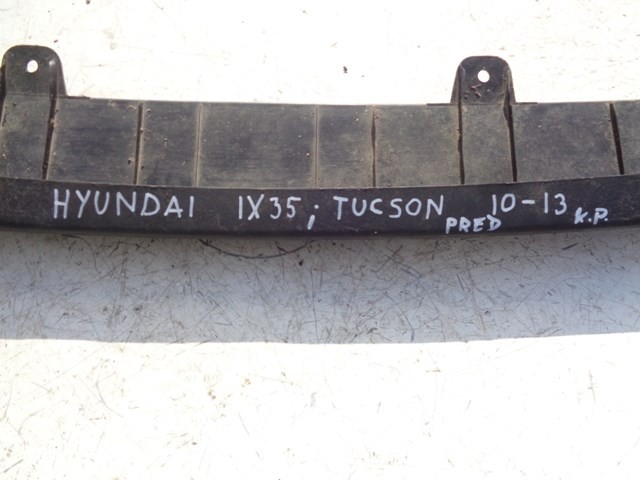 HYUNDAI IX35; TUCSON 10-13
PRED K.P.